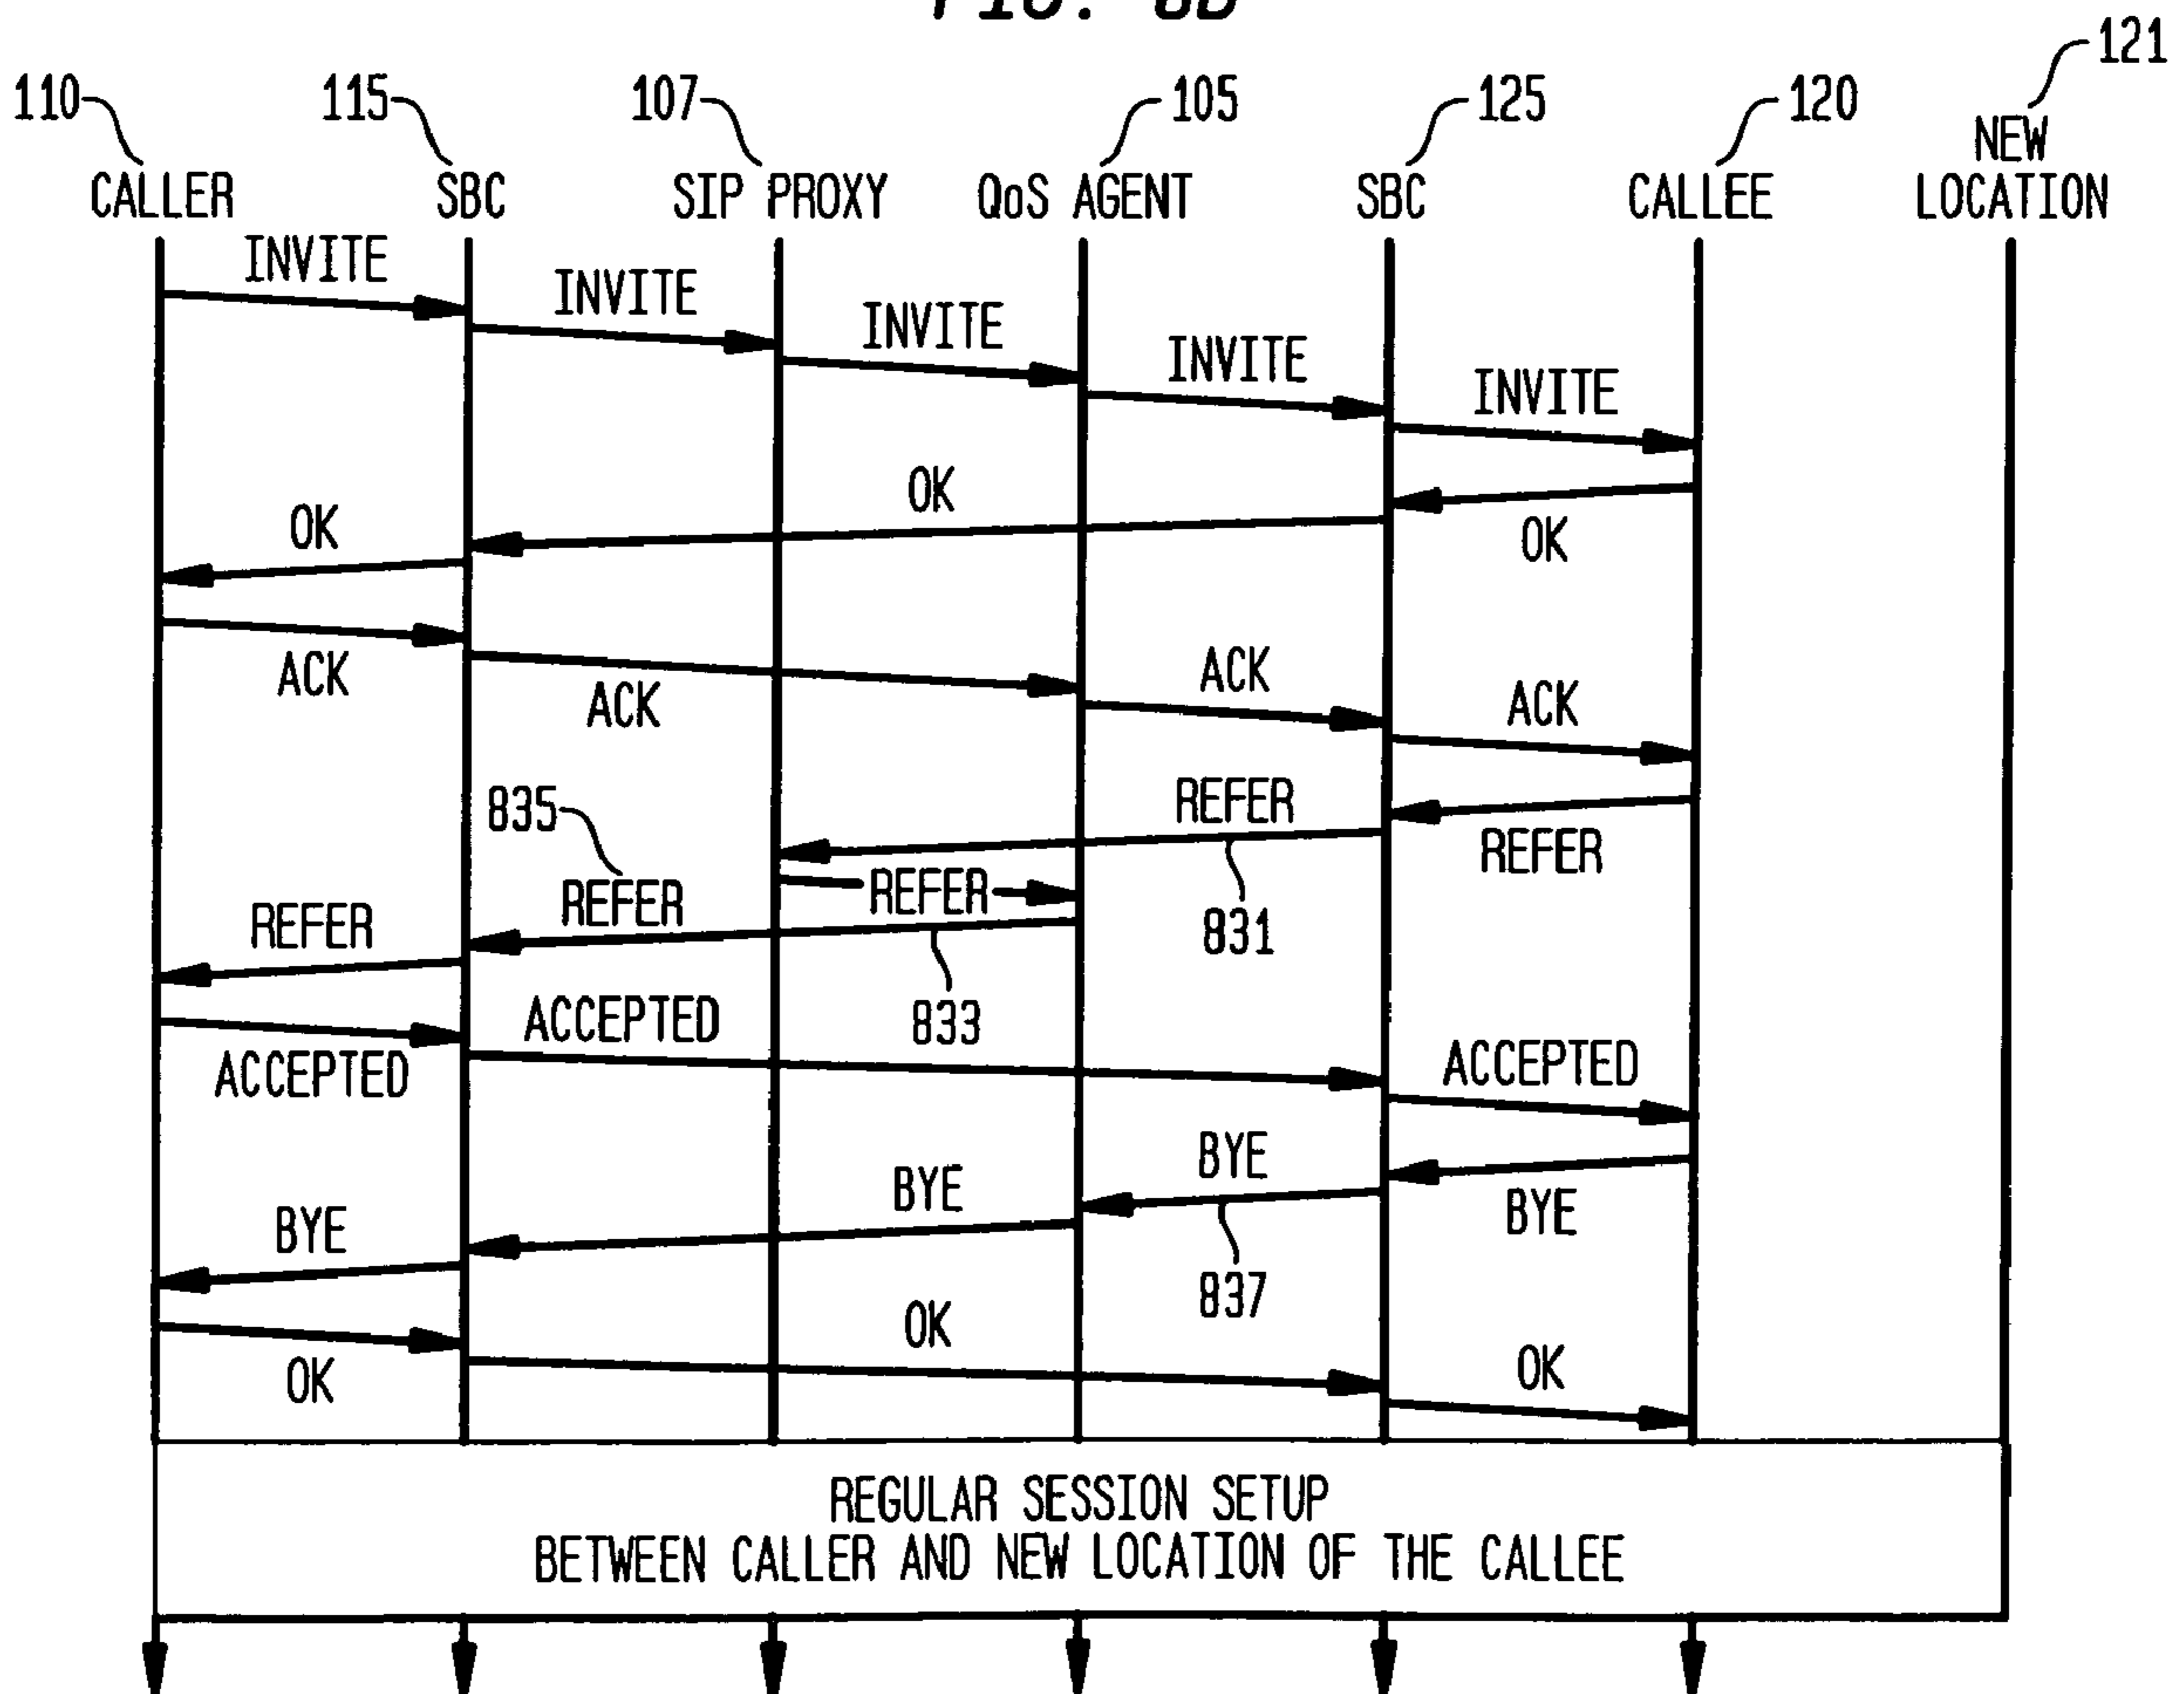 110
115
107
105
125
120
121
CALLER
SBC
SIP PROXY
QoS AGENT
SBC
CALLEE
NEW
LOCATION
INVITE
INVITE
INVITE
INVITE
INVITE
OK
OK
OK
ACK
ACK
ACK
ACK
REFER
REFER
835
REFER
REFER
REFER
831
833
ACCEPTED
ACCEPTED
ACCEPTED
BYE
BYE
BYE
BYE
837
OK
OK
OK
REGULAR SESSION SETUP
BETWEEN CALLER AND NEW LOCATION OF THE CALLEE